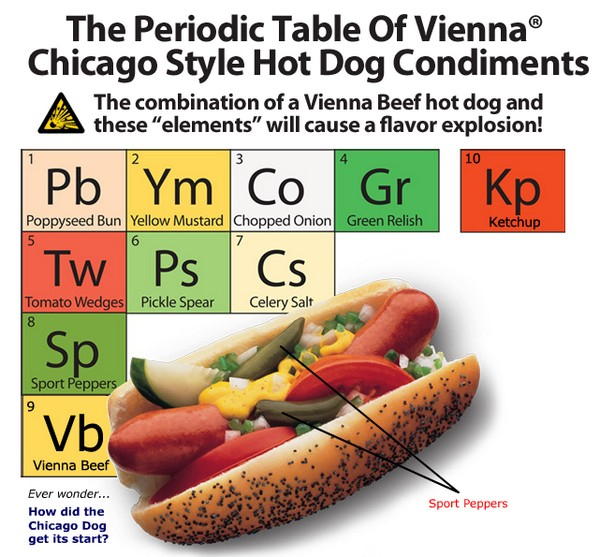 The Periodic Table Of Vienna®
Chicago Style Hot Dog Condiments
The combination of a Vienna Beef hot dog and
these “elements” will cause a flavor explosion!
1
Pb
Poppyseed Bun
2
Ym
Yellow Mustard
3
Co
Chopped Onion
4
Gr
Green Relish
10
Kp
Ketchup
5
Tw
Tomato Wedges
6
Ps
Pickle Spear
7
Cs
Celery Salt
8
Sp
Sport Peppers
9
Vb
Vienna Beef
Sport Peppers
Ever wonder...
How did the
Chicago Dog
get its start?